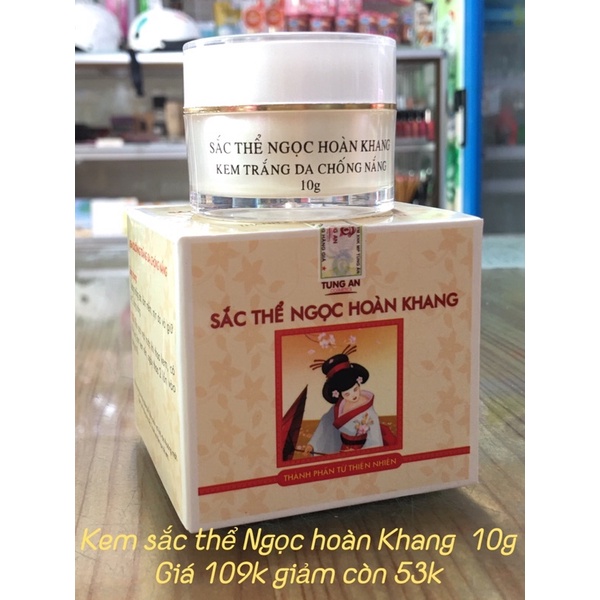 SẮC THỂ NGỌC HOÀN KHANG
KEM TRẮNG DA CHỐNG NẮNG
10g
TUNG AN
SẮC THỂ NGỌC HOÀN KHANG
THANH PHẦN TỪ THIÊN NHIÊN
Kem sắc thể Ngọc hoàn Khang 10g
Giá 109k giảm còn 53k